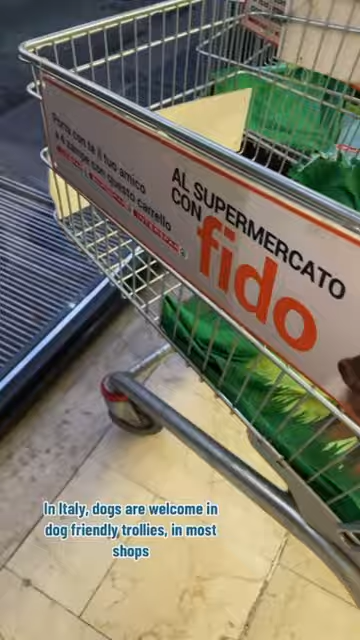 Porta con te il tuo amico
a 4 zampe con questo carrello
AL SUPERMERCATO
CON fido
In Italy, dogs are welcome in
dog friendly trollies, in most
shops